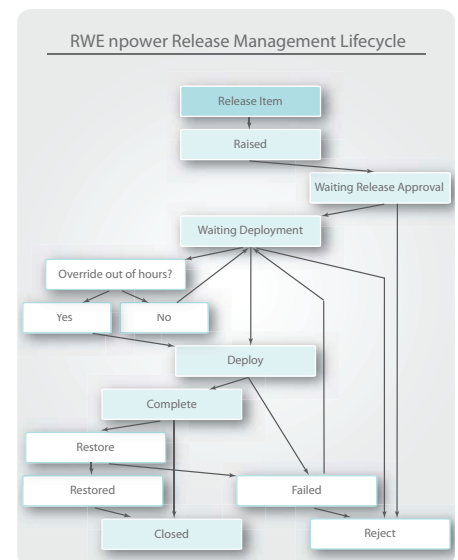 RWE npower Release Management Lifecycle
Release Item
Raised
Waiting Release Approval
Waiting Deployment
Override out of hours?
Yes
No
Deploy
Complete
Restore
Restored
Failed
Closed
Reject